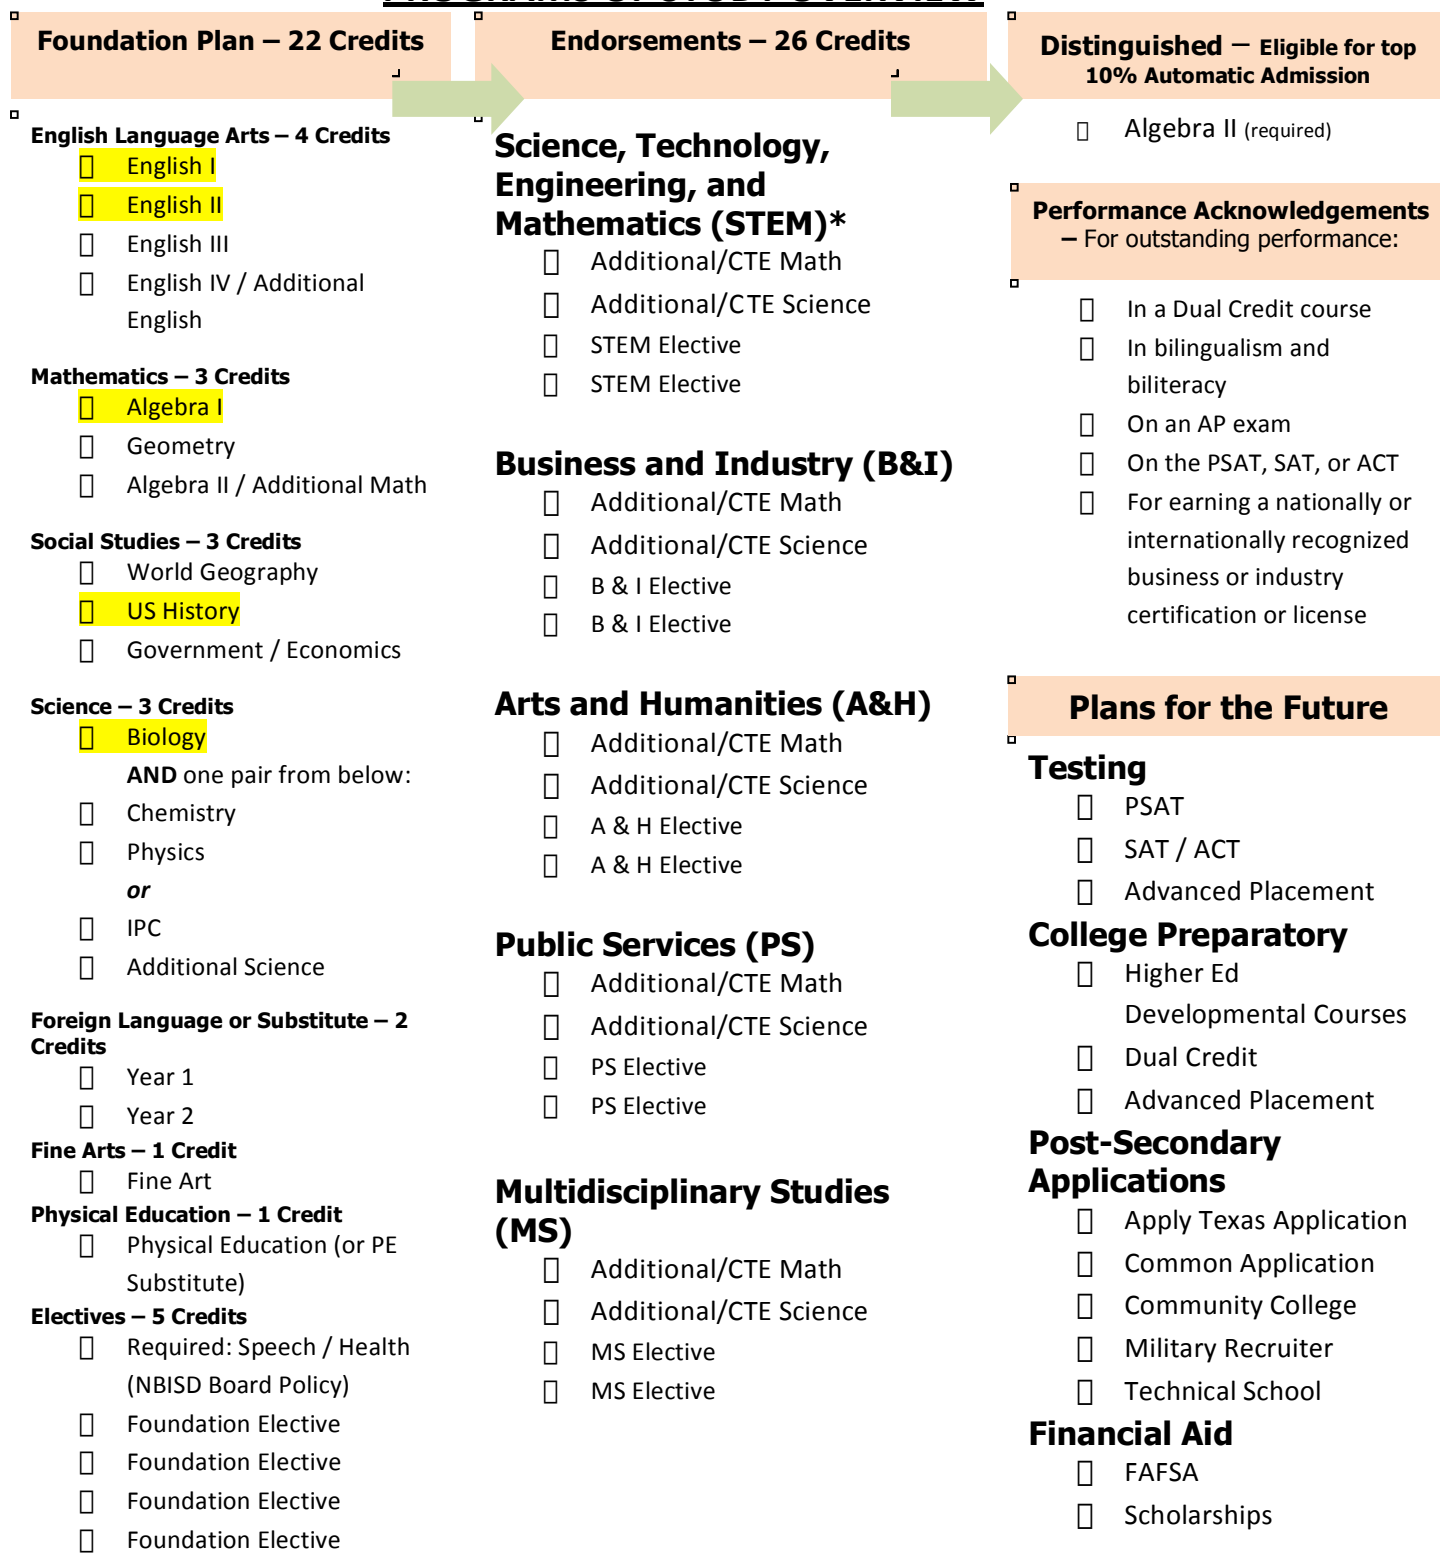 PROGRAMS OF STUDY OVERVIEW
Foundation Plan – 22 Credits
English Language Arts – 4 Credits
English I
English II
English III
English IV / Additional
English
Mathematics – 3 Credits
Algebra I
Geometry
Algebra II / Additional Math
Social Studies – 3 Credits
World Geography
US History
Government / Economics
Science – 3 Credits
Biology
AND one pair from below:
Chemistry
Physics
or
IPC
Additional Science
Foreign Language or Substitute – 2
Credits
Year 1
Year 2
Fine Arts – 1 Credit
Fine Art
Physical Education – 1 Credit
Physical Education (or PE
Substitute)
Electives – 5 Credits
Required: Speech / Health
(NBISD Board Policy)
Foundation Elective
Foundation Elective
Foundation Elective
Foundation Elective
Endorsements – 26 Credits
Science, Technology,
Engineering, and
Mathematics (STEM)*
Additional/CTE Math
Additional/CTE Science
STEM Elective
STEM Elective
Business and Industry (B&I)
Additional/CTE Math
Additional/CTE Science
B & I Elective
B & I Elective
Arts and Humanities (A&H)
Additional/CTE Math
Additional/CTE Science
A & H Elective
A & H Elective
Public Services (PS)
Additional/CTE Math
Additional/CTE Science
PS Elective
PS Elective
Multidisciplinary Studies
(MS)
Additional/CTE Math
Additional/CTE Science
MS Elective
MS Elective
Distinguished – Eligible for top
10% Automatic Admission
Algebra II (required)
Performance Acknowledgements
– For outstanding performance:
In a Dual Credit course
In bilingualism and
biliteracy
On an AP exam
On the PSAT, SAT, or ACT
For earning a nationally or
internationally recognized
business or industry
certification or license
Plans for the Future
Testing
PSAT
SAT / ACT
Advanced Placement
College Preparatory
Higher Ed
Developmental Courses
Dual Credit
Advanced Placement
Post-Secondary
Applications
Apply Texas Application
Common Application
Community College
Military Recruiter
Technical School
Financial Aid
FAFSA
Scholarships